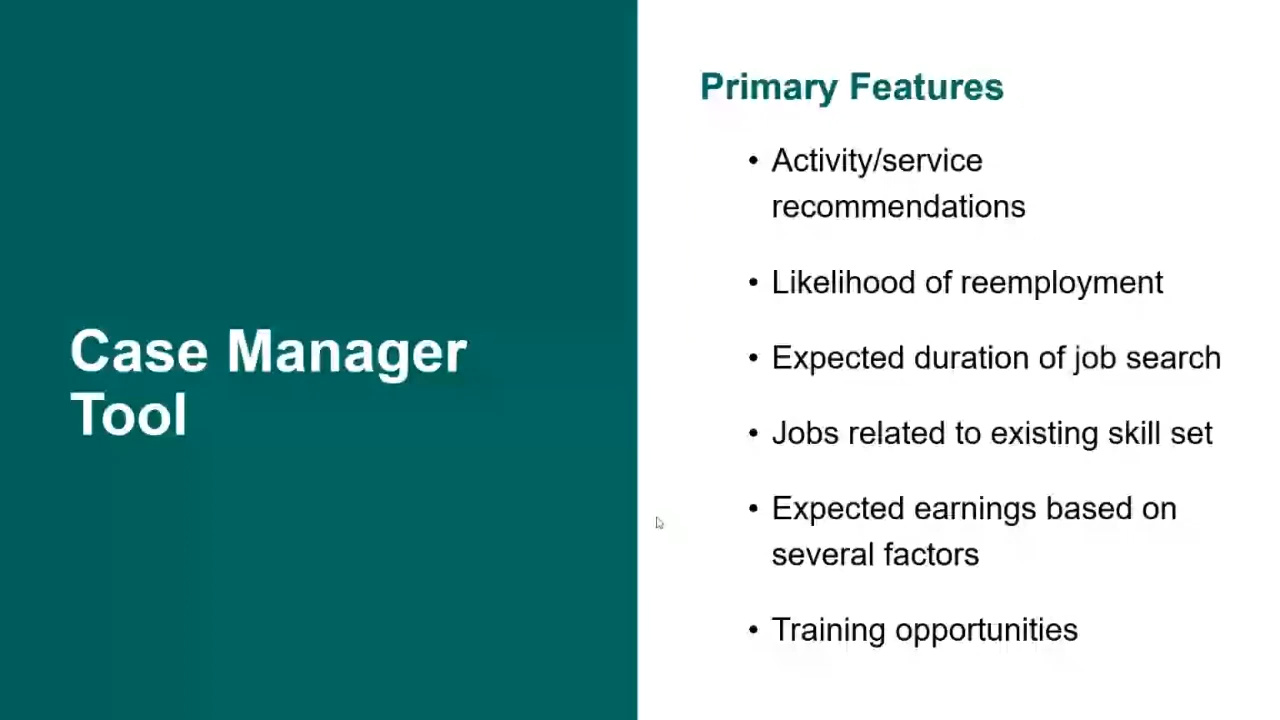 Case Manager
Tool
Primary Features
• Activity/service
recommendations
• Likelihood of reemployment
• Expected duration of job search
• Jobs related to existing skill set
• Expected earnings based on
several factors
• Training opportunities